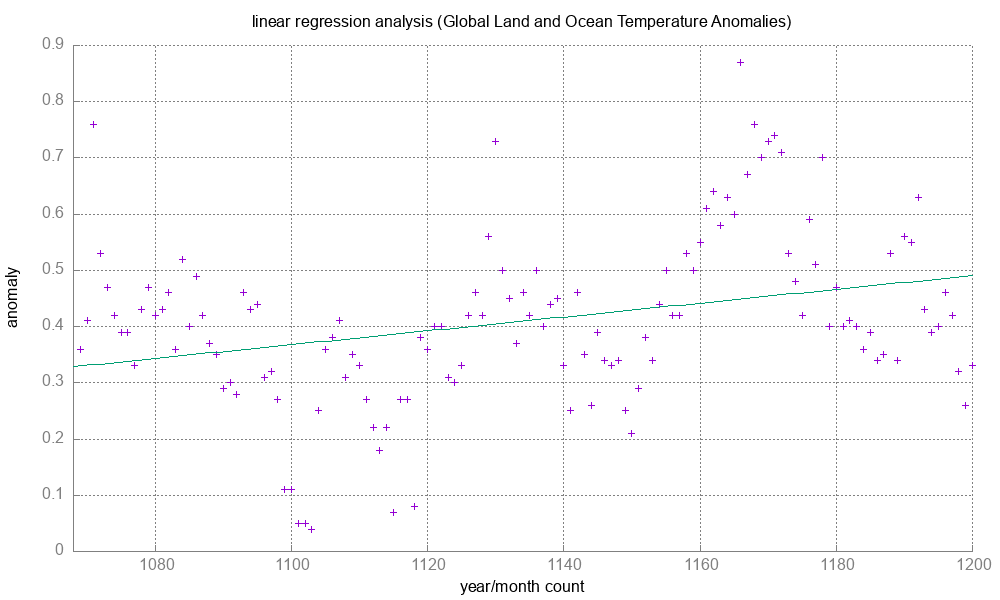 linear regression analysis (Global Land and Ocean Temperature Anomalies)
0.9
0.8
0.7
0.6
0.5
0.4
0.3
0.2
0.1
0
anomaly
1080 1100 1120 1140 1160 1180 1200
year/month count